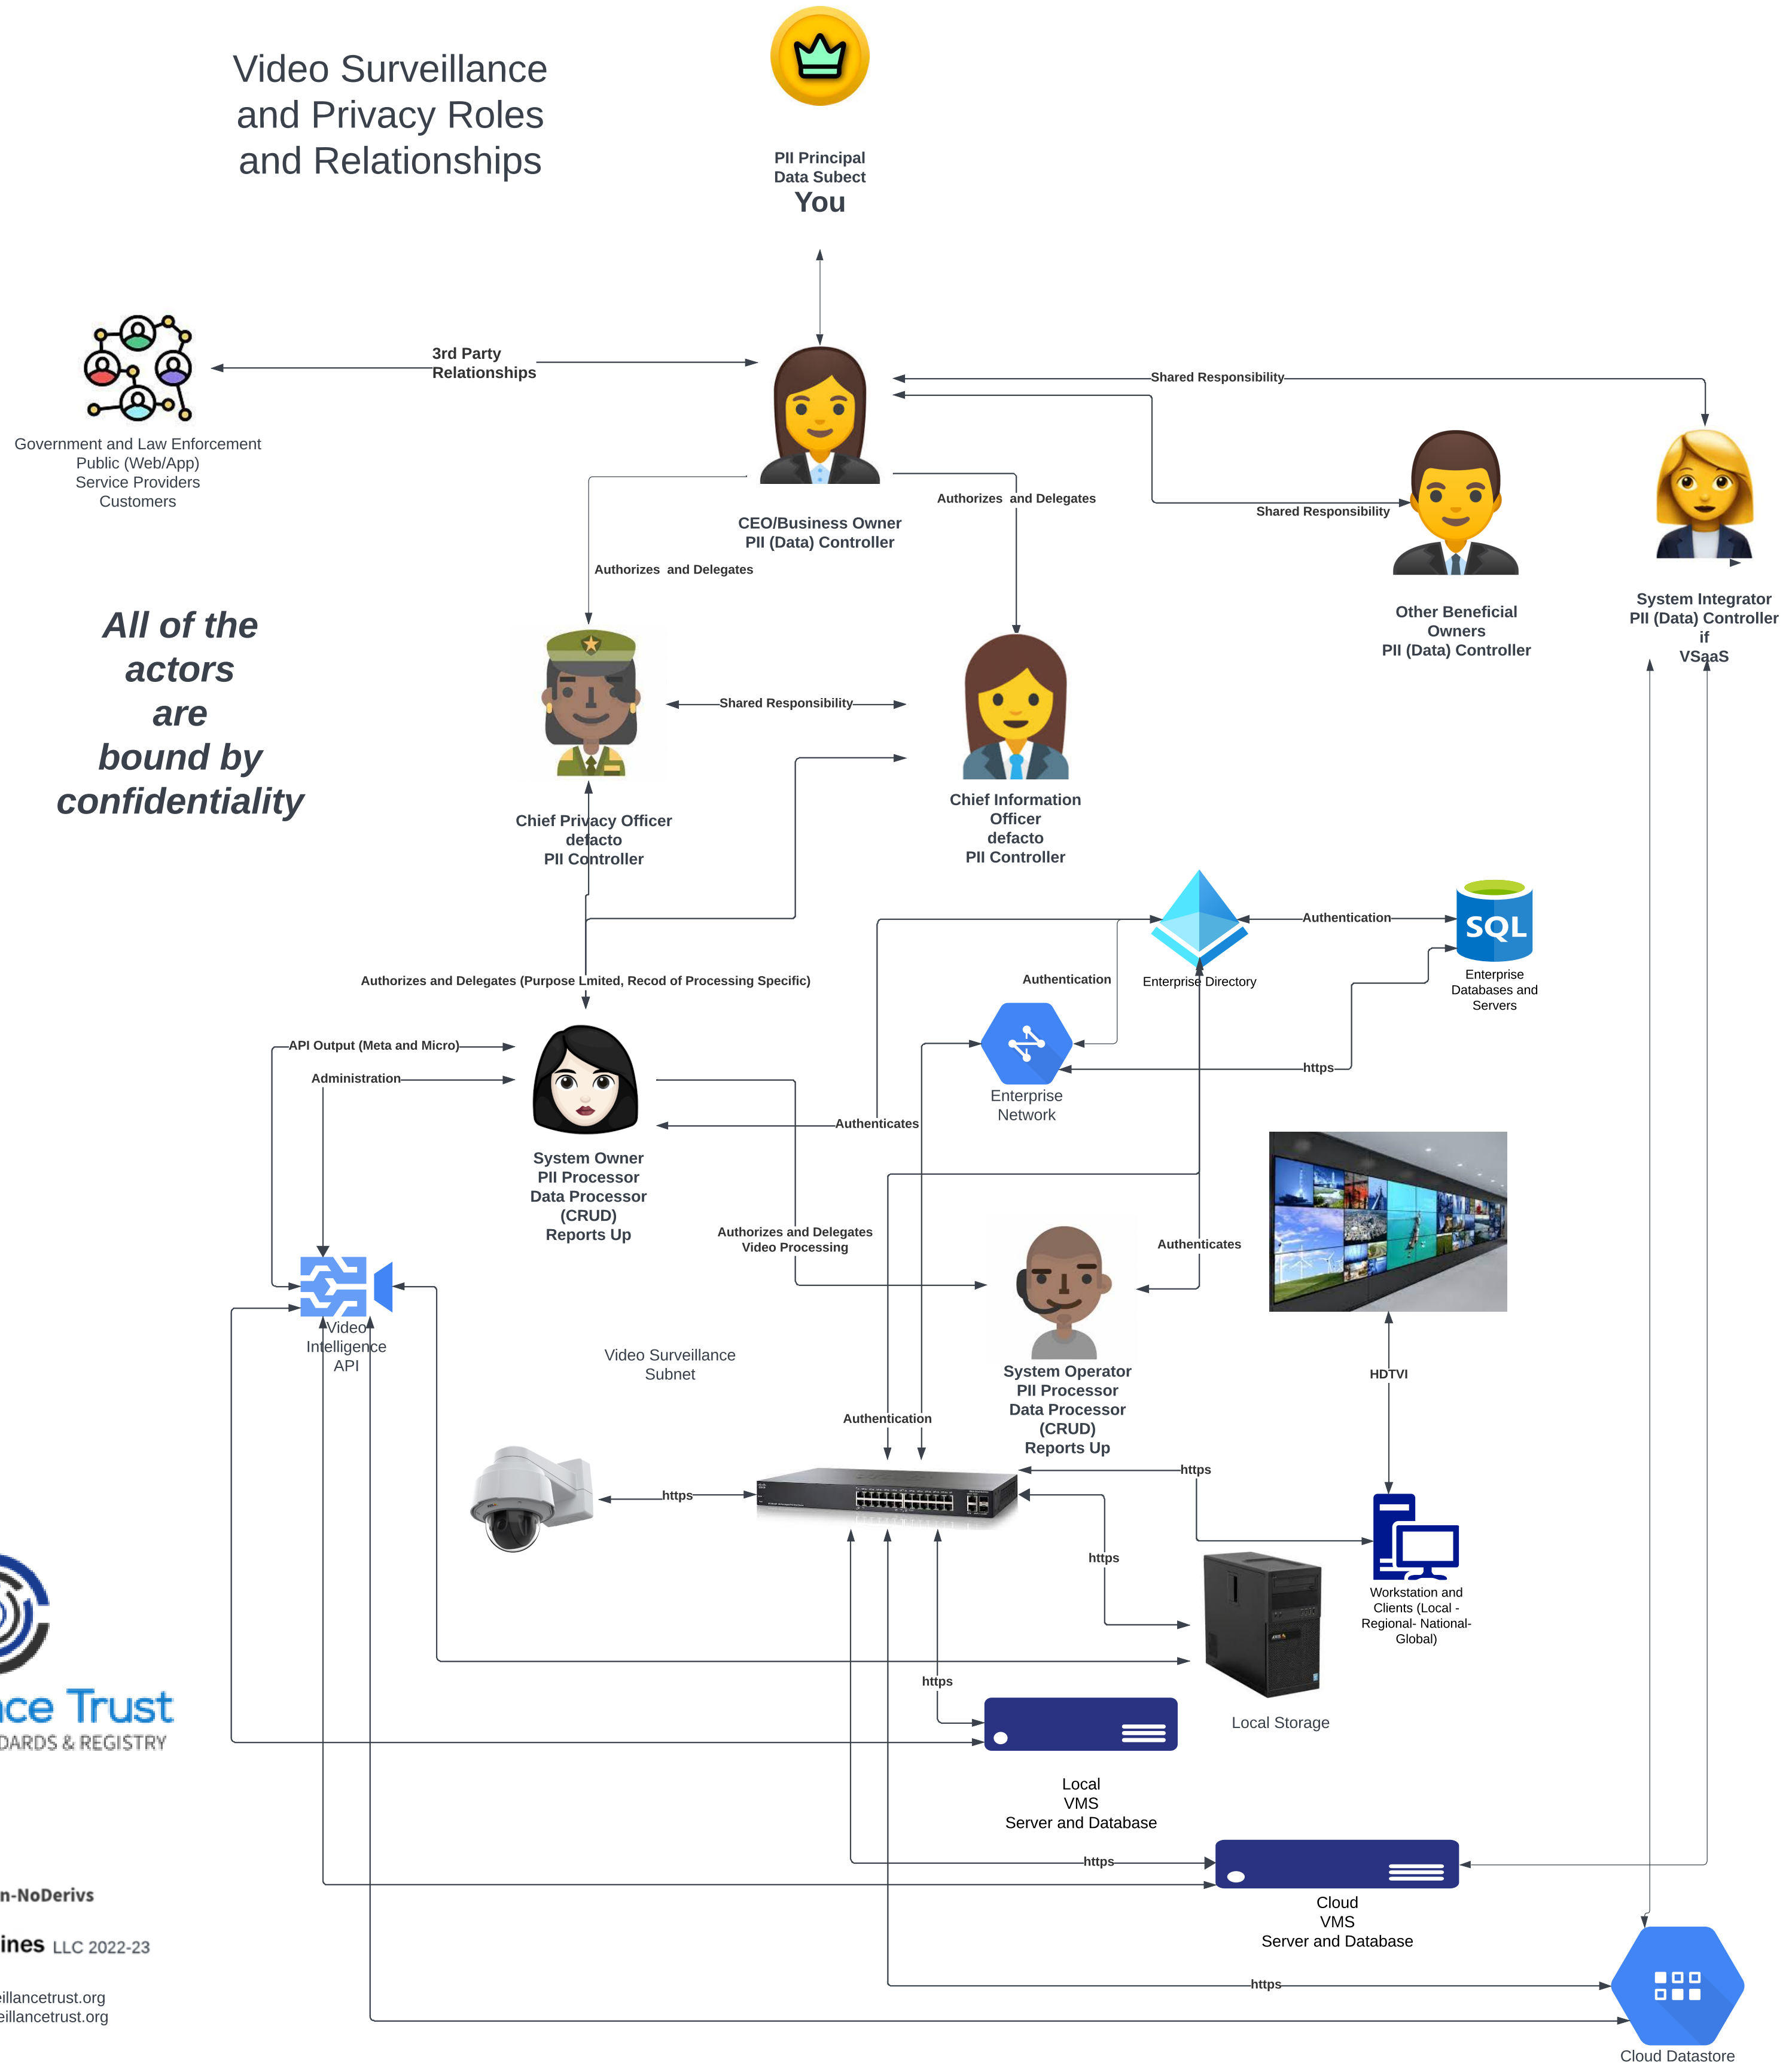 Video Surveillance
and Privacy Roles
and Relationships
PII Principal
Data Subect
You
3rd Party
Relationships
Government and Law Enforcement
Public (Web/App)
Service Providers
Customers
Shared Responsibility
Shared Responsibility
CEO/Business Owner
PII (Data) Controller
Authorizes and Delegates
Authorizes and Delegates
Other Beneficial
Owners
PII (Data) Controller
System Integrator
PII (Data) Controller
if
VSaaS
All of the
actors
are
bound by
confidentiality
Shared Responsibility
Chief Privacy Officer
defacto
PII Controller
Chief Information
Officer
defacto
PII Controller
Authentication
SQL
Enterprise
Databases and
Servers
Enterprise Directory
Authentication
Authorizes and Delegates (Purpose Lmited, Recod of Processing Specific)
API Output (Meta and Micro)
Administration
https
Enterprise
Network
Authenticates
System Owner
PII Processor
Data Processor
(CRUD)
Reports Up
Authorizes and Delegates
Video Processing
Authenticates
Video
Intelligence
API
Video Surveillance
Subnet
System Operator
PII Processor
Data Processor
(CRUD)
Reports Up
HDTVI
Authentication
https
https
https
Workstation and
Clients (Local -
Regional- National-
Global)
https
Local Storage
nce Trust
DARDS & REGISTRY
Local
VMS
Server and Database
https
Cloud
VMS
Server and Database
n-NoDerivs
ines LLC 2022-23
https
eillancetrust.org
eillancetrust.org
Cloud Datastore